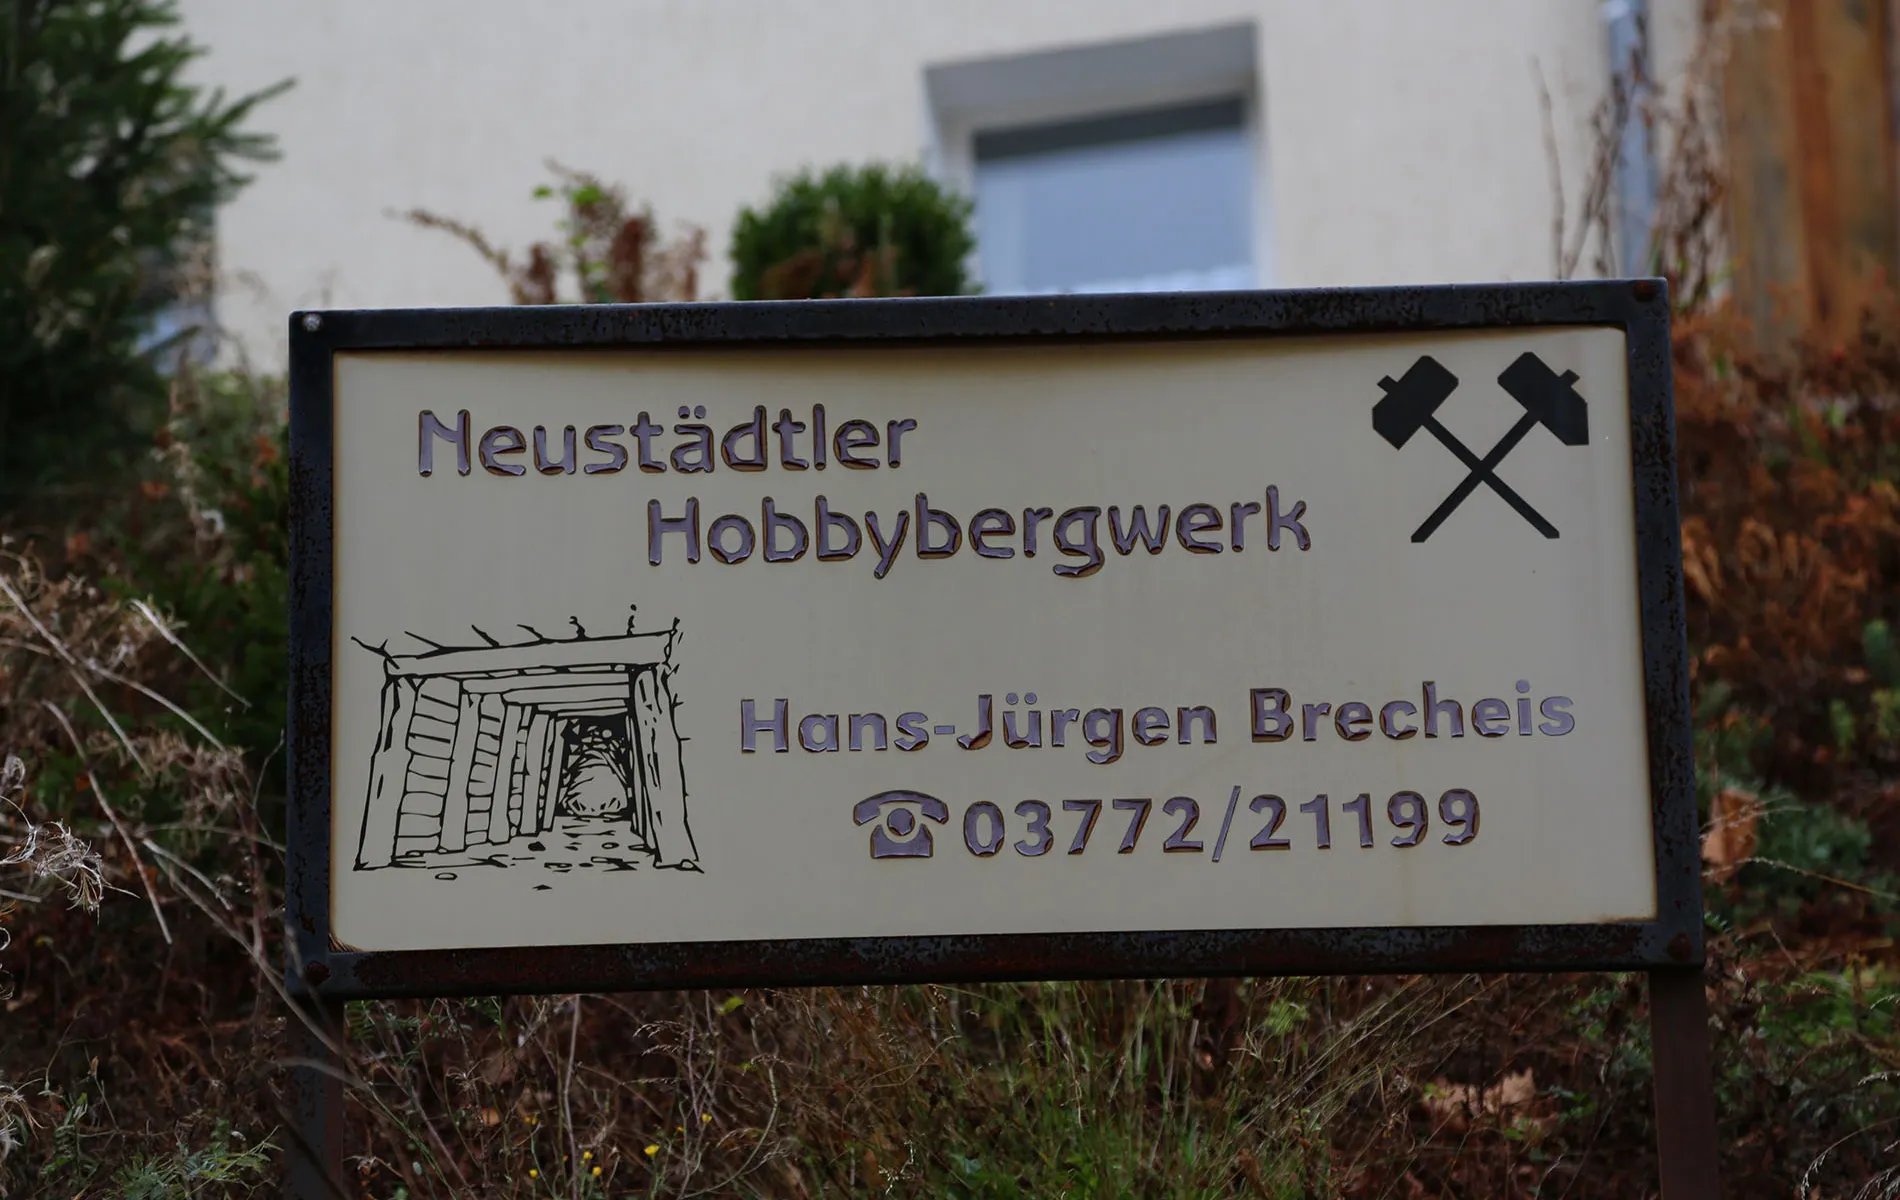 Neustädtler
Hobbybergwerk
Hans-Jürgen Brecheis
☎03772/21199